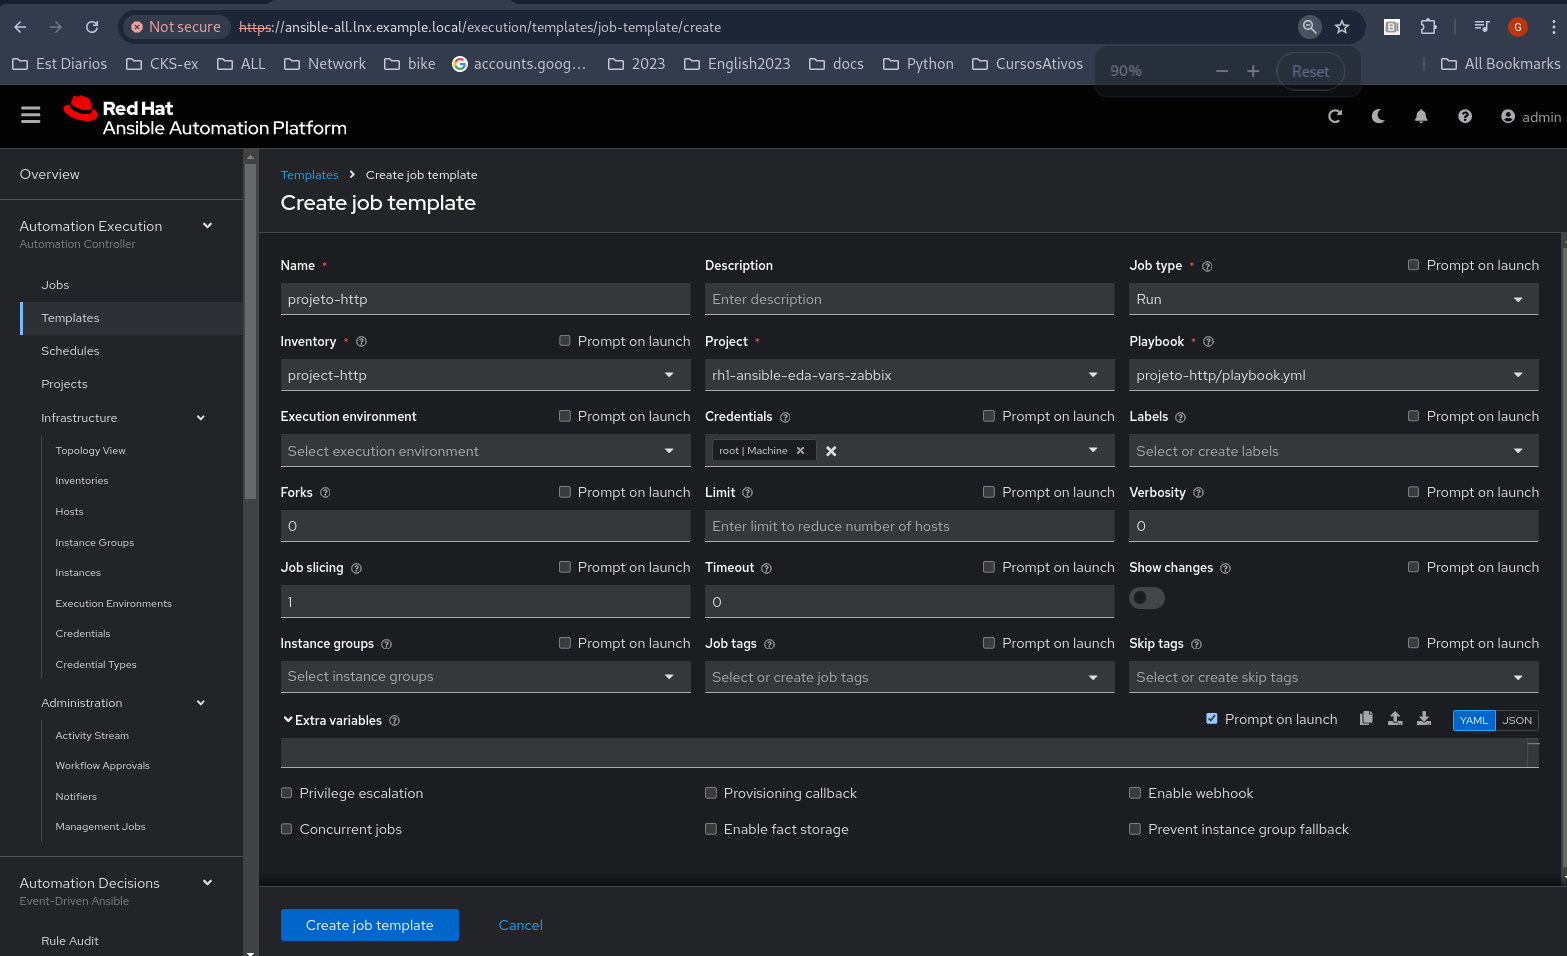 Not secure https://ansible-all.lnx.example.local/execution/templates/job-template/create G
Est Diarios CKS-ex ALL Network bike accounts.goog... 2023 English2023 docs Python CursosAtivos All Bookmarks
90% Reset
Red Hat
Ansible Automation Platform
admin
Overview
Automation Execution
Automation Controller
Jobs
Templates
Schedules
Projects
Infrastructure
Topology View
Inventories
Hosts
Instance Groups
Instances
Execution Environments
Credentials
Credential Types
Administration
Activity Stream
Workflow Approvals
Notifiers
Management Jobs
Automation Decisions
Event-Driven Ansible
Rule Audit
Templates Create job template
Create job template
Name * Description Job type * Prompt on launch
projeto-http Enter description Run
Inventory * Prompt on launch Project * Playbook *
project-http rh1-ansible-eda-vars-zabbix projeto-http/playbook.yml
Execution environment Prompt on launch Credentials Prompt on launch Labels Prompt on launch
Select execution environment root | Machine Select or create labels
Forks Prompt on launch Limit Prompt on launch Verbosity Prompt on launch
0 Enter limit to reduce number of hosts 0
Job slicing Prompt on launch Timeout Prompt on launch Show changes Prompt on launch
1 0
Instance groups Prompt on launch Job tags Prompt on launch Skip tags Prompt on launch
Select instance groups Select or create job tags Select or create skip tags
Extra variables Prompt on launch YAML JSON
Privilege escalation Provisioning callback Enable webhook
Concurrent jobs Enable fact storage Prevent instance group fallback
Create job template Cancel